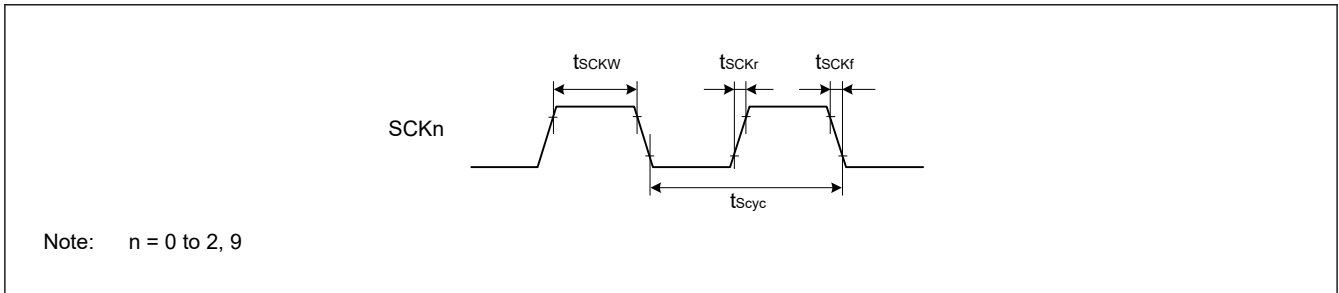 tSCKW tSCKr tSCKf
SCKn
tScyc
Note: n = 0 to 2, 9